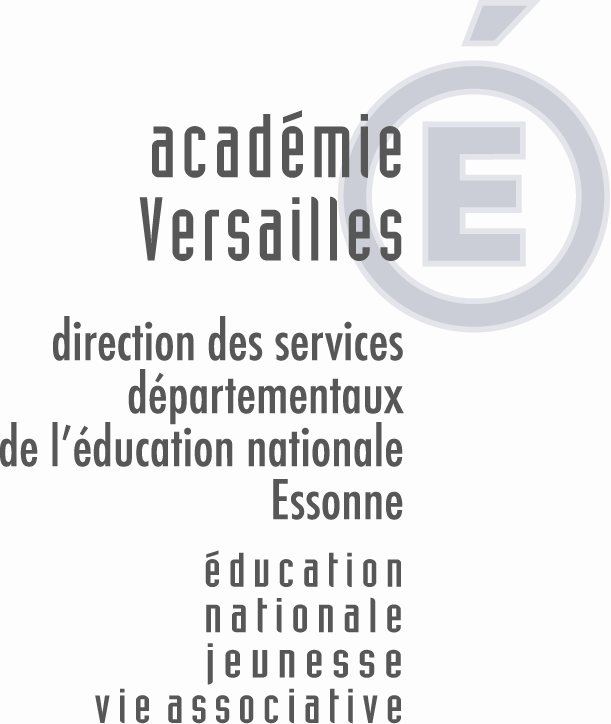 É
académie
Versailles
direction des services
départementaux
de l’éducation nationale
Essonne
éducation
nationale
jeunesse
vie associative